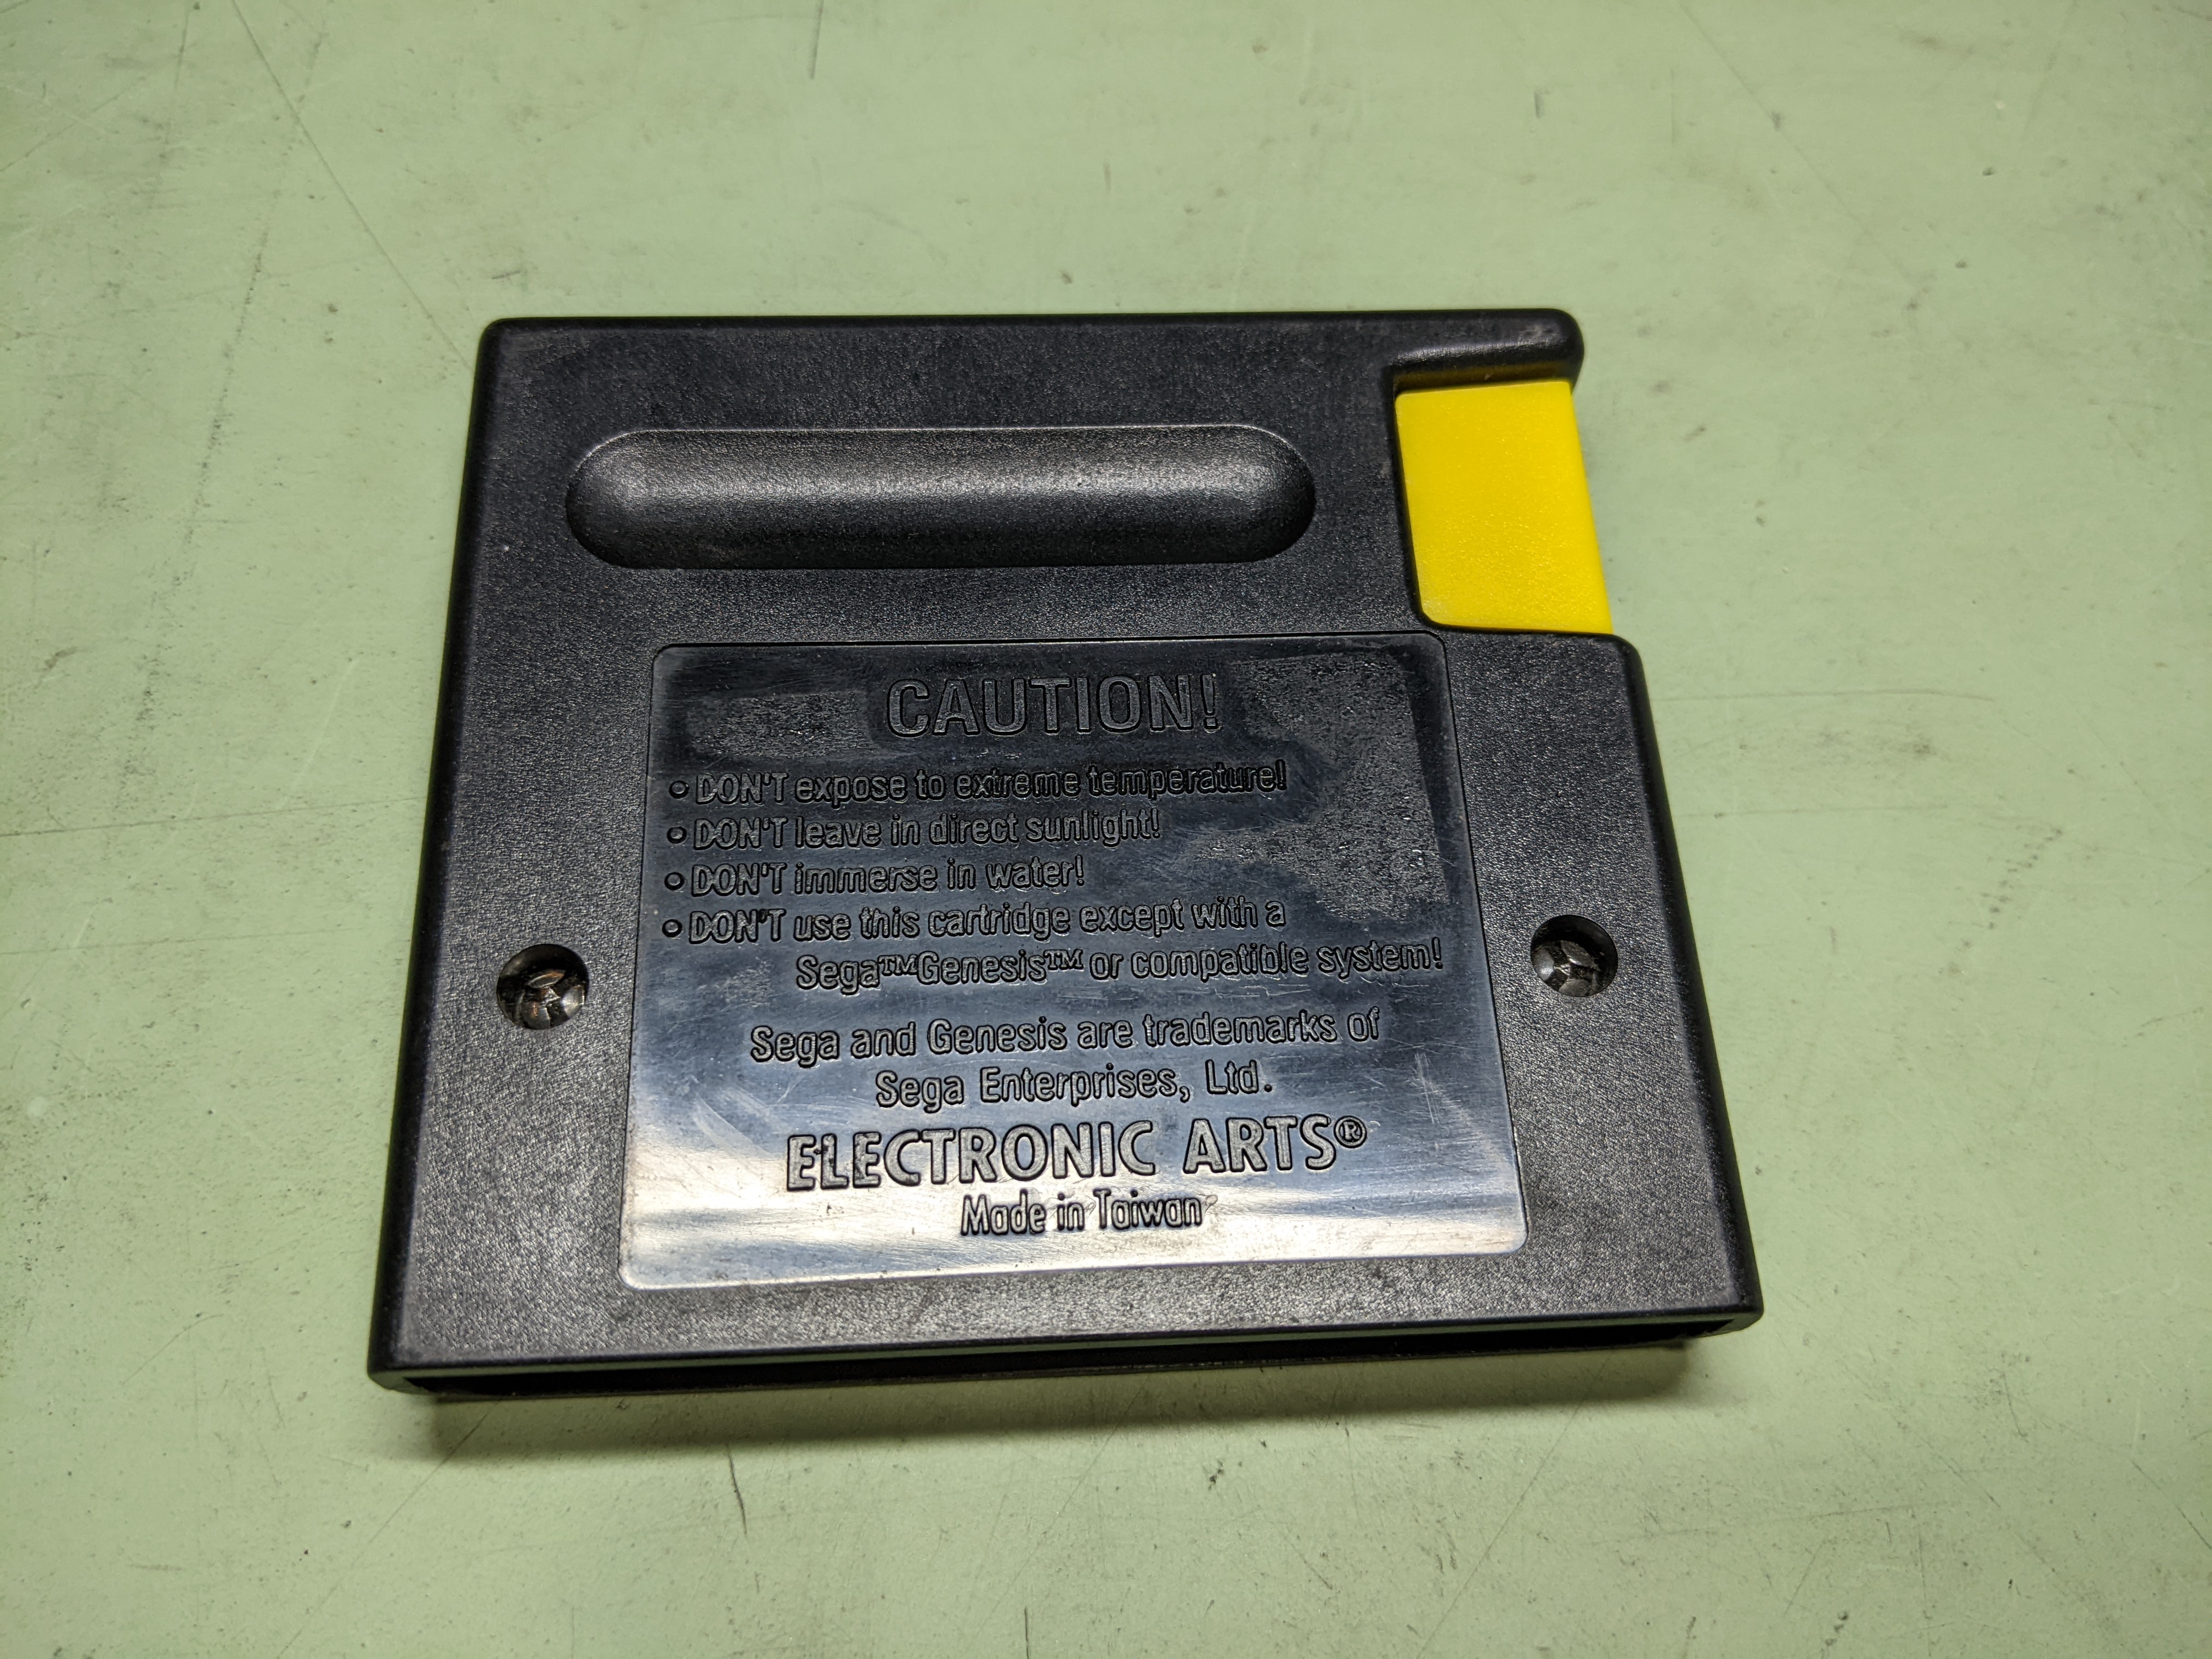 CAUTION!
• DON'T expose to extreme temperature!
• DON'T leave in direct sunlight!
• DON'T immerse in water!
• DON'T use this cartridge except with a
Sega™Genesis™ or compatible system!
Sega and Genesis are trademarks of
Sega Enterprises, Ltd.
ELECTRONIC ARTS®
Made in Taiwan